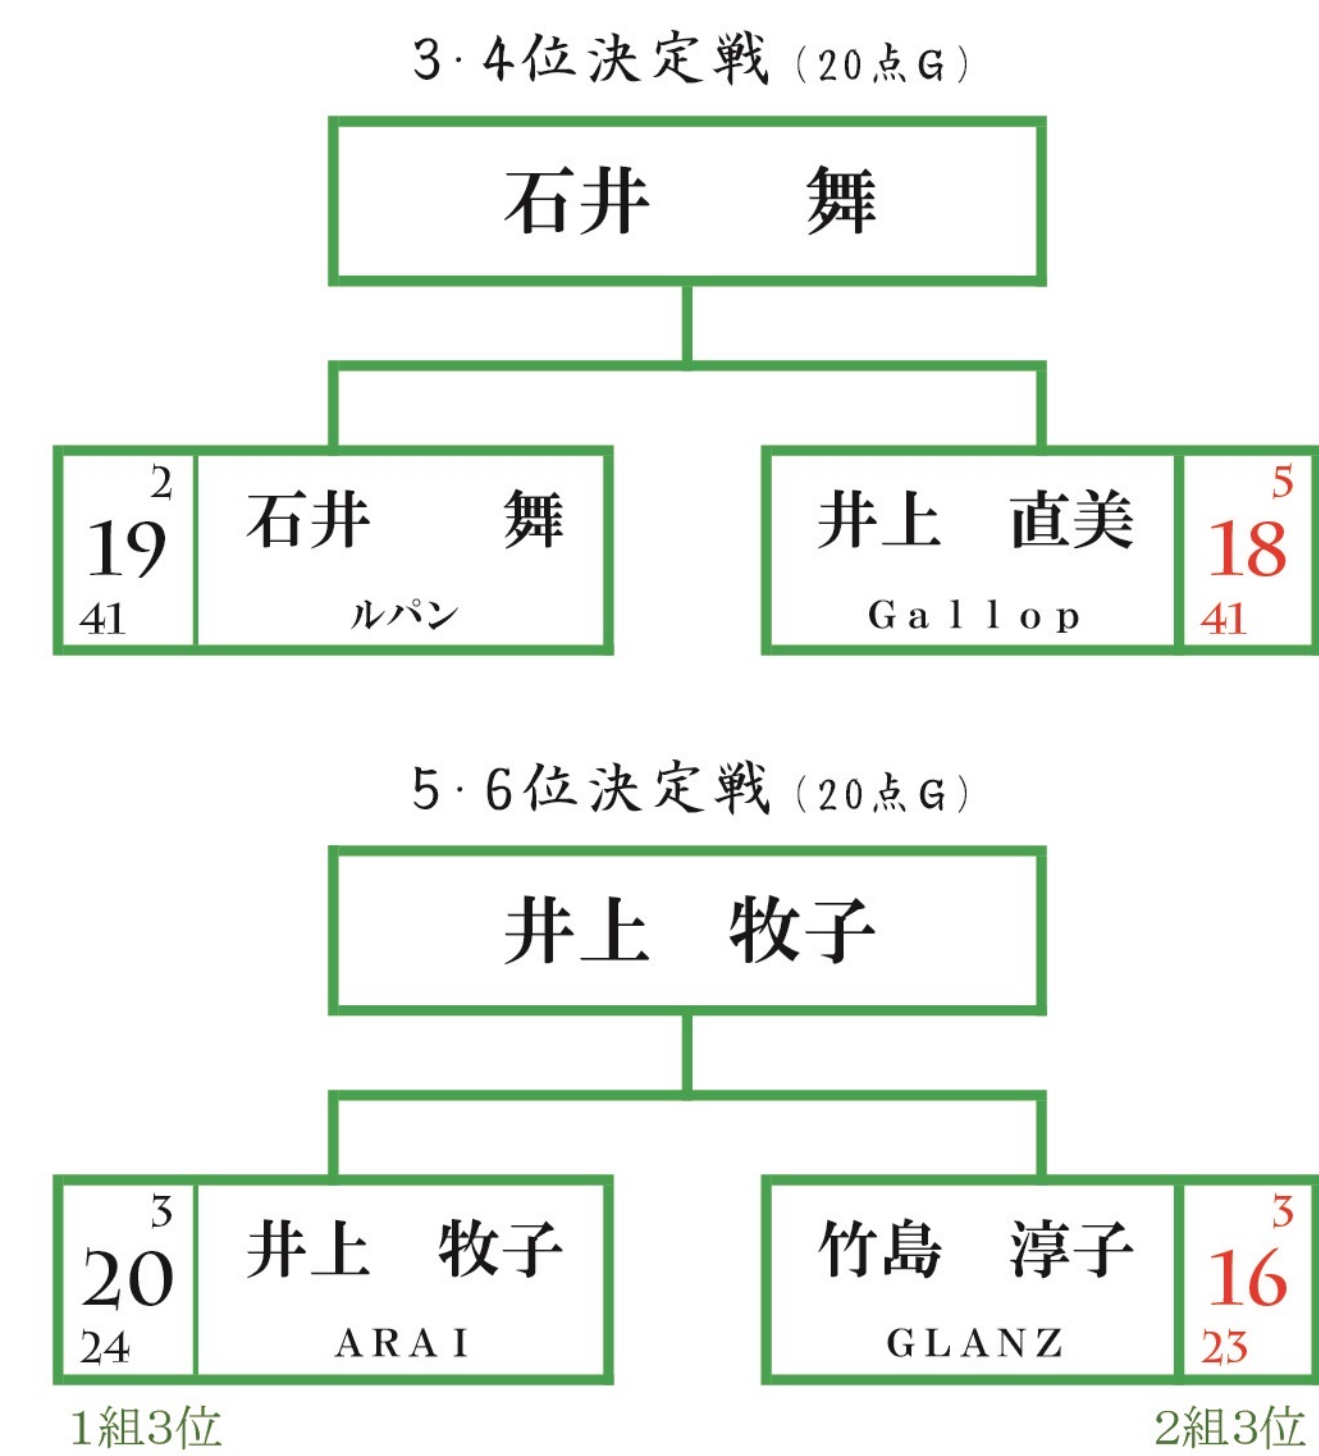 3・4位決定戦（20点G）
石井　舞
2
19
41
石井　舞
ルパン
井上　直美
Gallop
5
18
41
5・6位決定戦（20点G）
井上　牧子
3
20
24
井上　牧子
ARAI
竹島　淳子
GLANZ
3
16
23
1組3位
2組3位